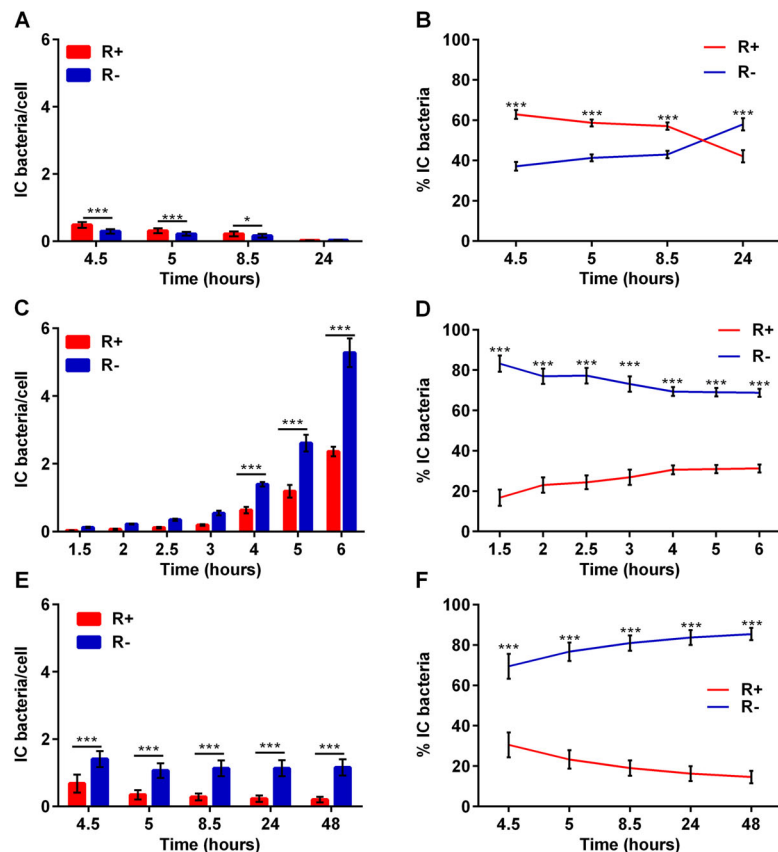 A
IC bacteria/cell
6
4
2
0
R+
R-
***
***
*
4.5 5 8.5 24
Time (hours)
B
% IC bacteria
100
80
60
40
20
0
R+
R-
*** *** *** ***
4.5 5 8.5 24
Time (hours)
C
IC bacteria/cell
6
4
2
0
R+
R-
***
***
***
1.5 2 2.5 3 4 5 6
Time (hours)
D
% IC bacteria
100
80
60
40
20
0
R+
R-
*** *** *** *** *** *** ***
1.5 2 2.5 3 4 5 6
Time (hours)
E
IC bacteria/cell
6
4
2
0
R+
R-
*** *** *** *** ***
4.5 5 8.5 24 48
Time (hours)
F
% IC bacteria
100
80
60
40
20
0
R+
R-
*** *** *** *** ***
4.5 5 8.5 24 48
Time (hours)